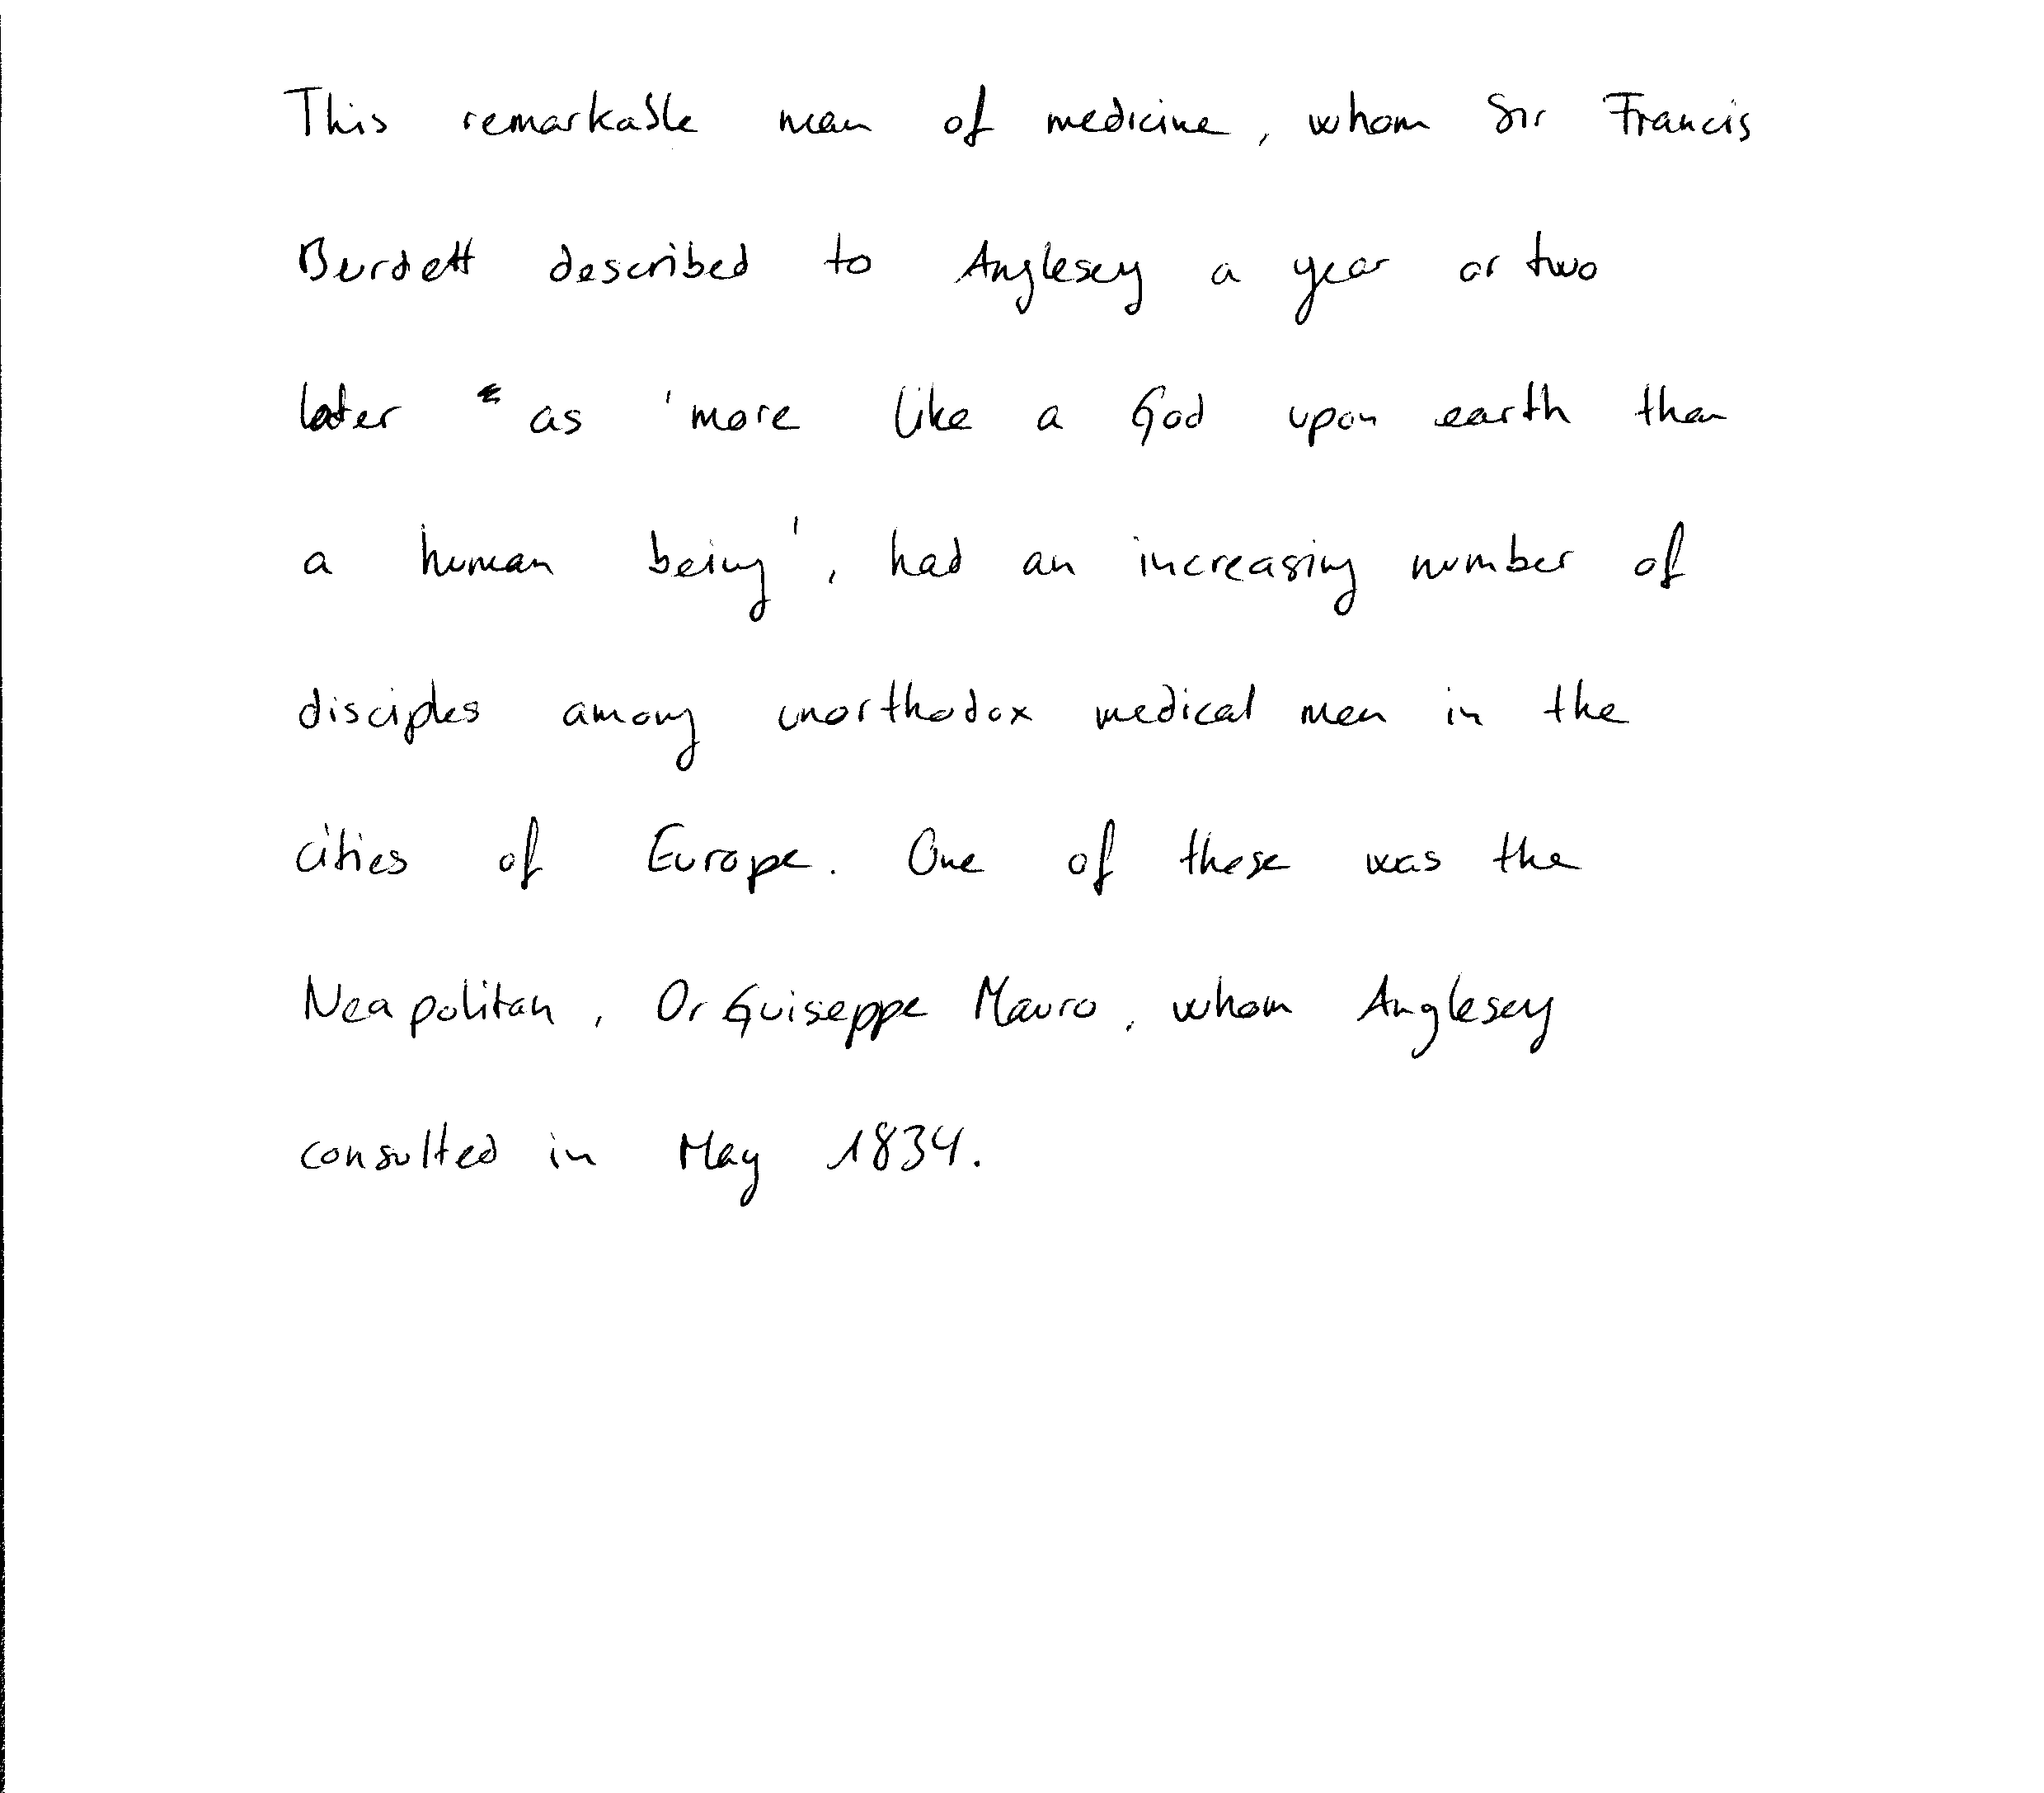 This remarkable man of medicine, whom Sir Francis
Burdett described to Anglesey a year or two
later as 'more like a God upon earth than
a human being', had an increasing number of
disciples among unorthodox medical men in the
cities of Europe. One of these was the
Neapolitan, Dr Guiseppe Mauro, whom Anglesey
consulted in May 1834.